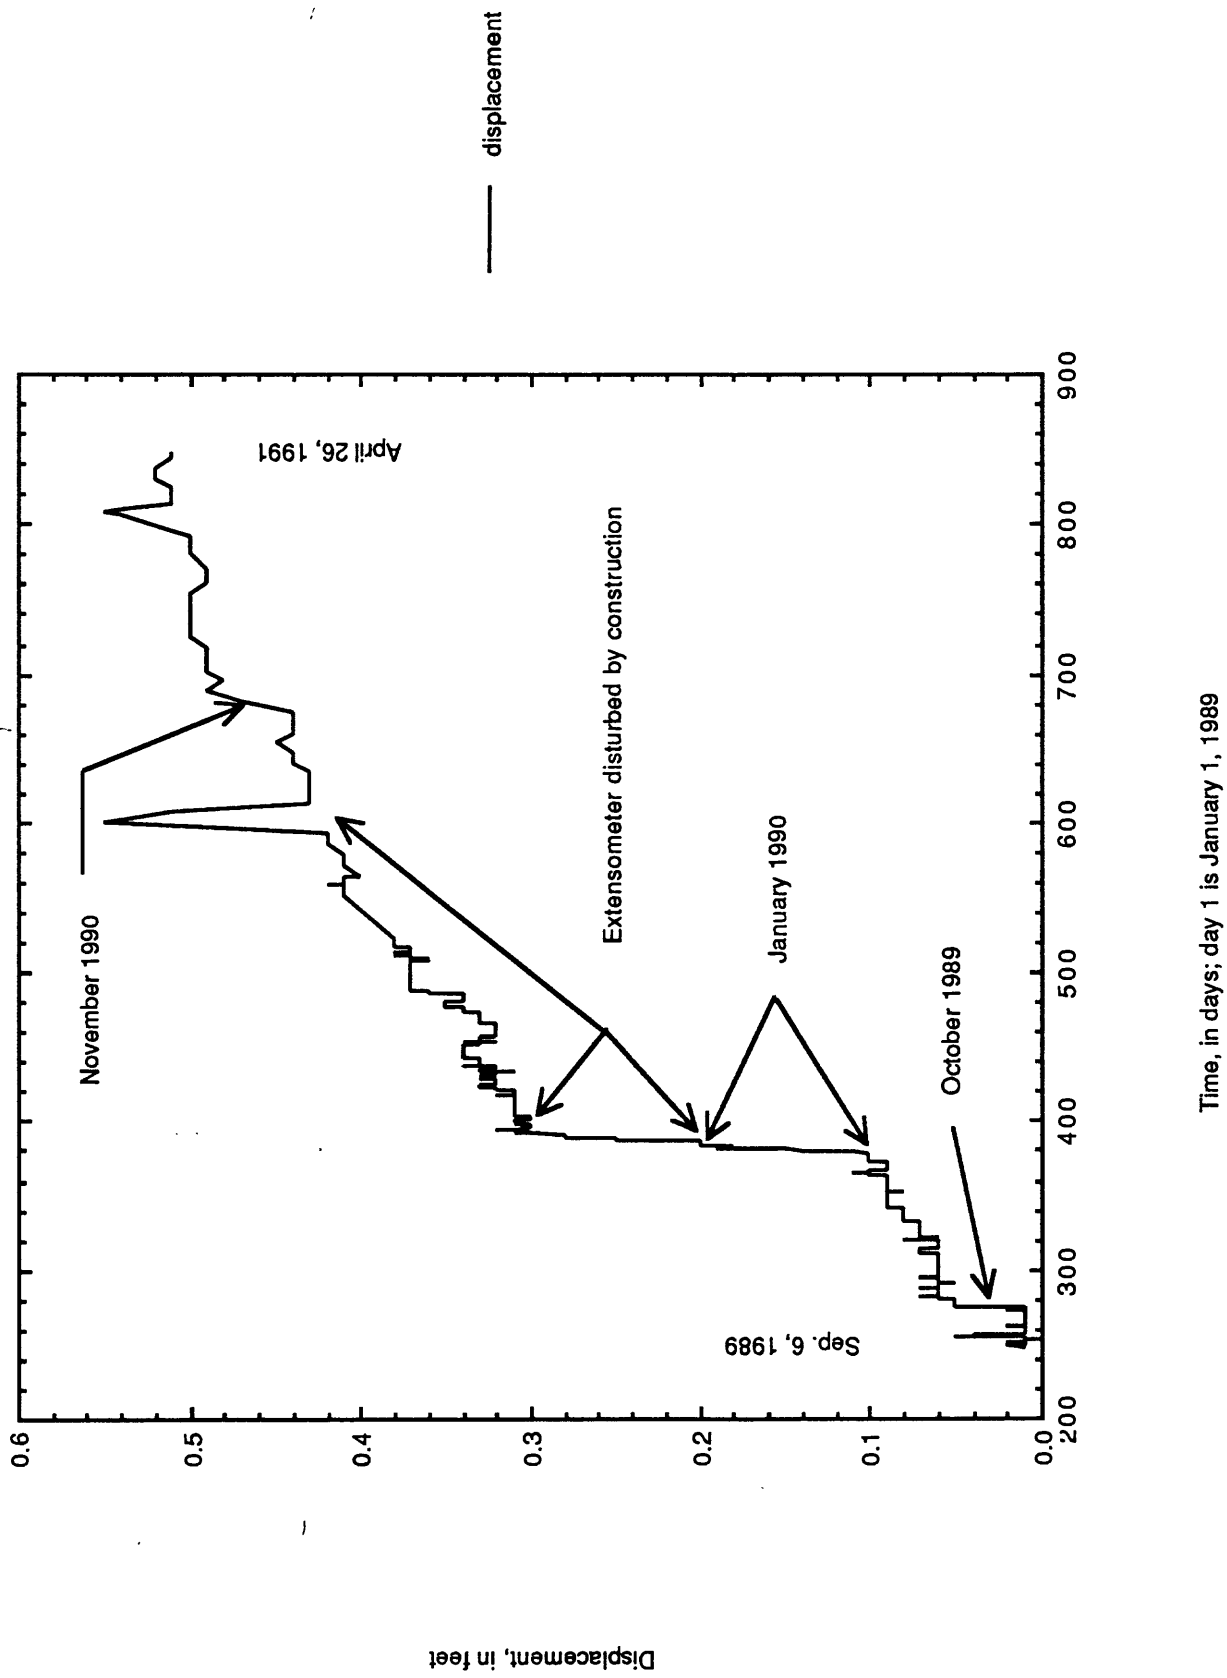 displacement
Displacement, in feet
0.6
0.5
0.4
0.3
0.2
0.1
0.0
200
300
400
500
600
700
800
900
Time, in days; day 1 is January 1, 1989
Sep. 6, 1989
October 1989
January 1990
Extensometer disturbed by construction
November 1990
April 26, 1991